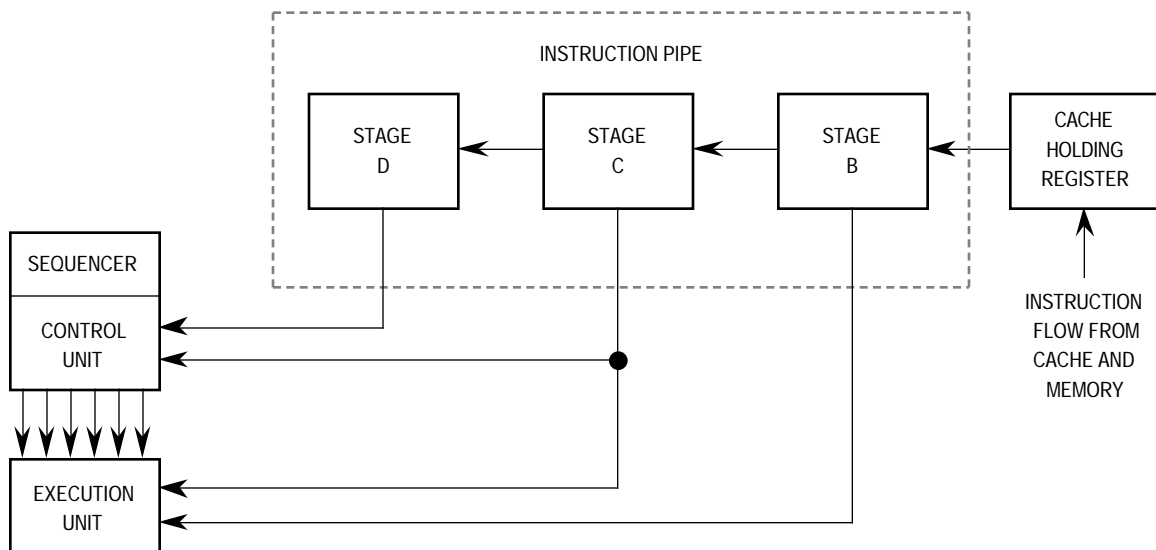 INSTRUCTION PIPE
STAGE
D
STAGE
C
STAGE
B
CACHE
HOLDING
REGISTER
SEQUENCER
CONTROL
UNIT
INSTRUCTION
FLOW FROM
CACHE AND
MEMORY
EXECUTION
UNIT